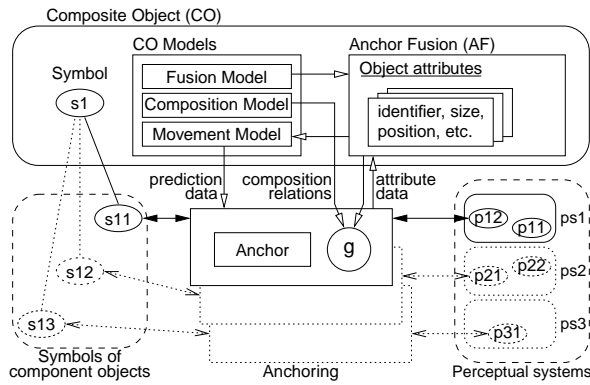 Composite Object (CO)
CO Models
Anchor Fusion (AF)
Symbol
Fusion Model
Object attributes
s1
Composition Model
identifier, size,
position, etc.
Movement Model
prediction
data
composition
relations
attribute
data
s11
p12
p11
ps1
Anchor
g
s12
p21
p22
ps2
s13
p31
ps3
Symbols of
component objects
Anchoring
Perceptual systems